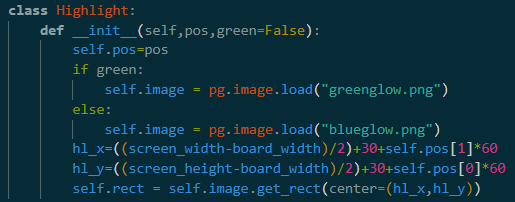 class Highlight:
    def __init__(self,pos,green=False):
        self.pos=pos
        if green:
            self.image = pg.image.load("greenglow.png")
        else:
            self.image = pg.image.load("blueglow.png")
        hl_x=((screen_width-board_width)/2)+30+self.pos[1]*60
        hl_y=((screen_height-board_width)/2)+30+self.pos[0]*60
        self.rect = self.image.get_rect(center=(hl_x,hl_y))